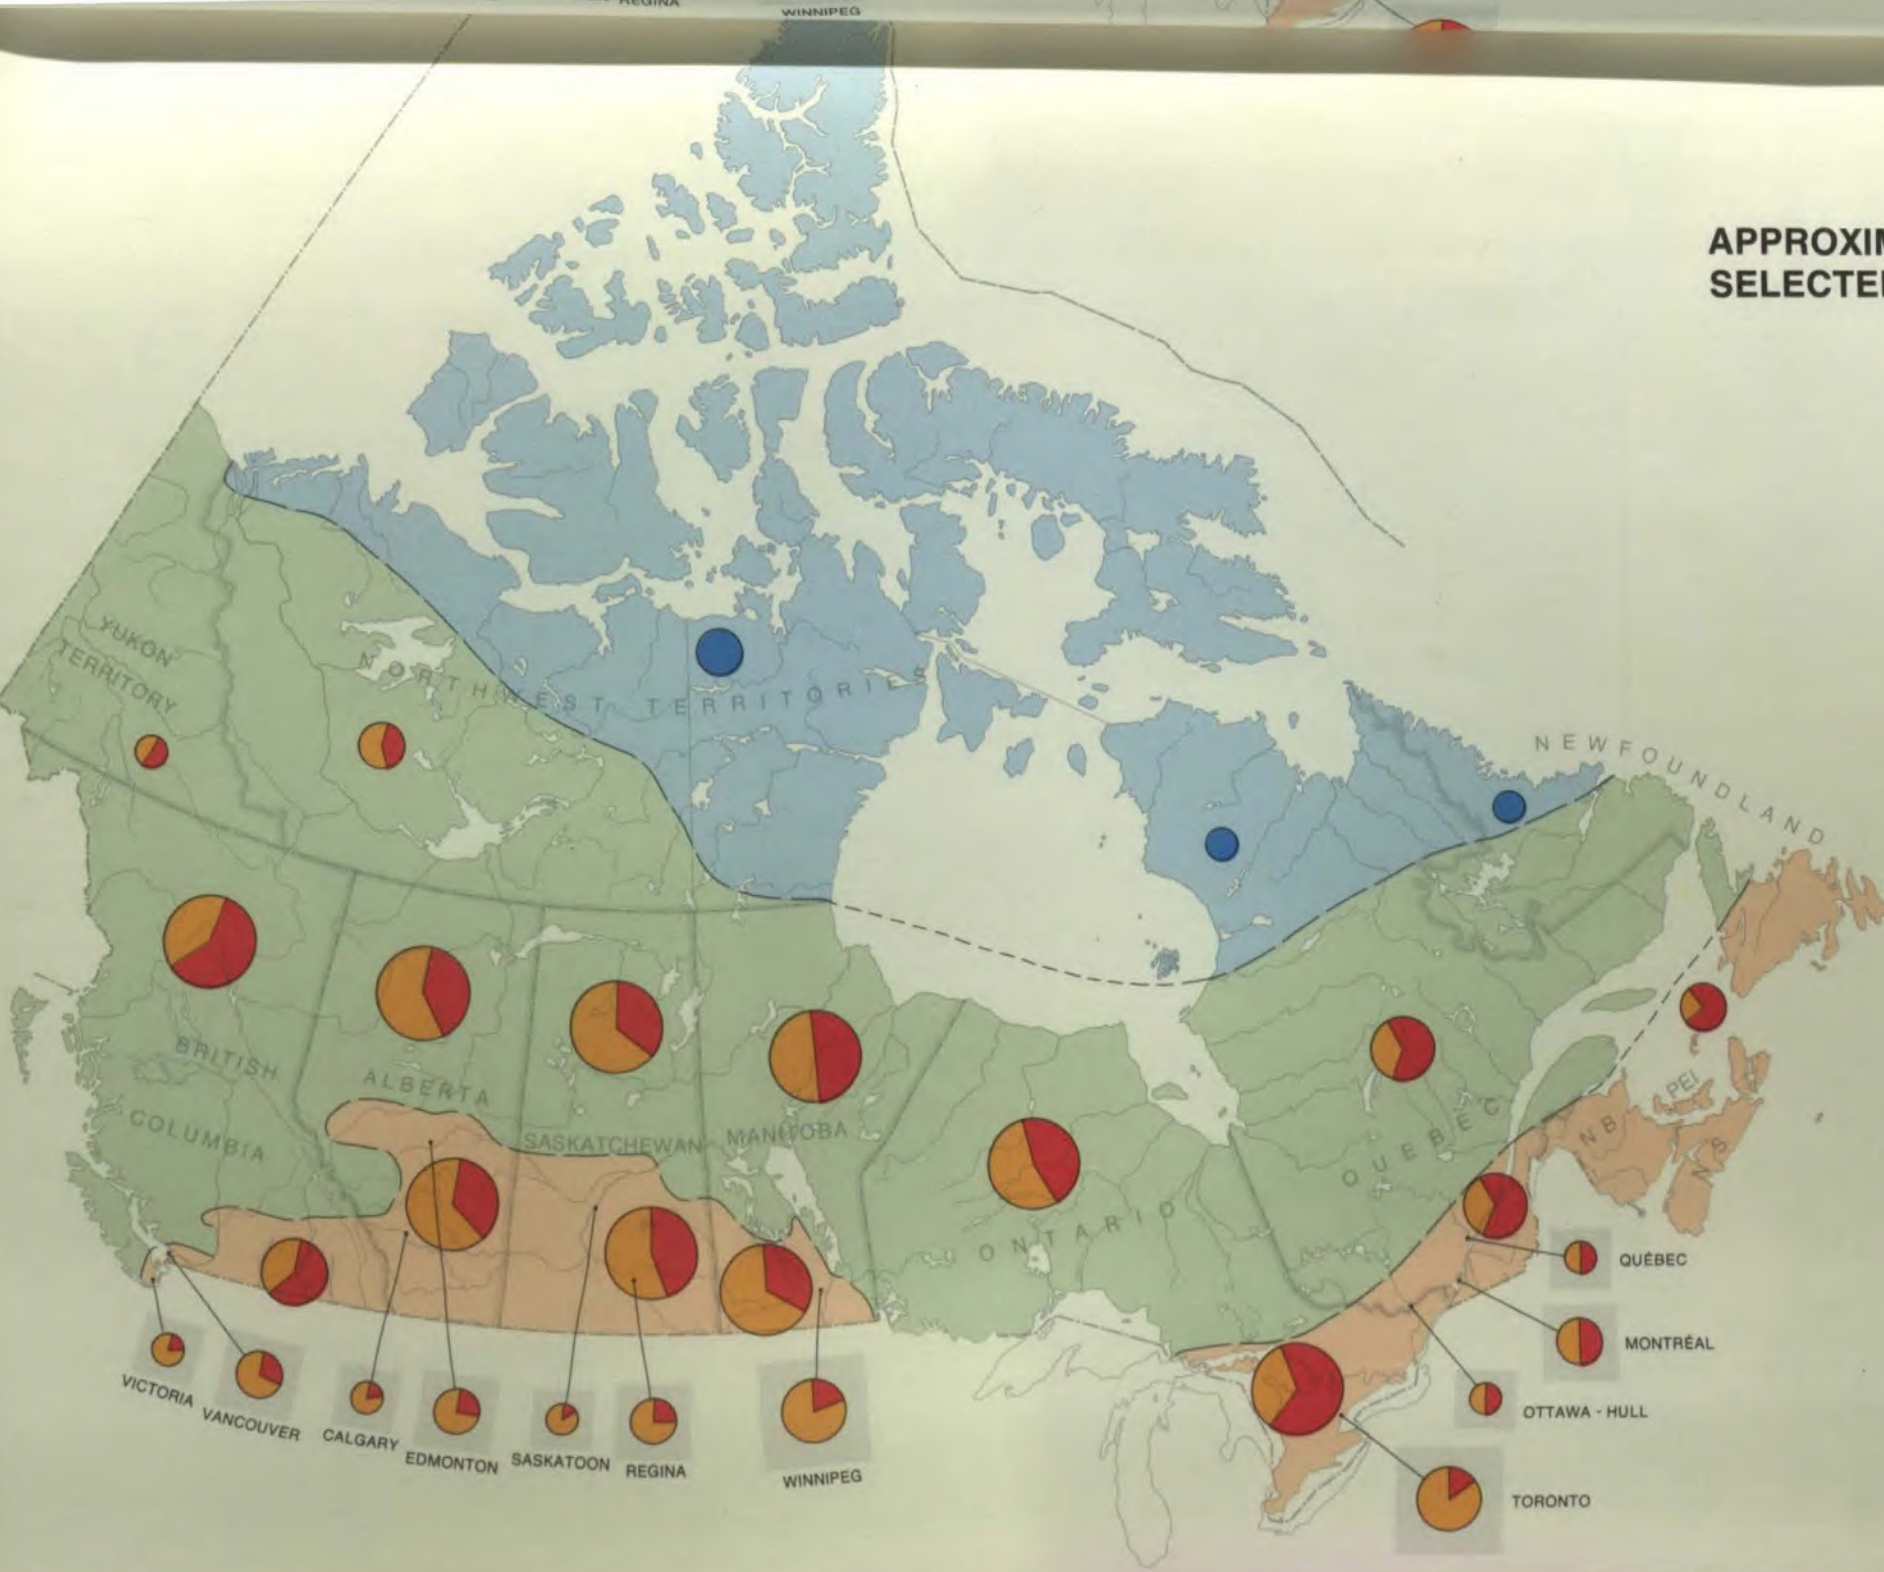 REGINA
WINNIPEG
APPROXIM
SELECTE
YUKON
TERRITORY
NORTHWEST TERRITORIES
NEWFOUNDLAND
BRITISH
COLUMBIA
ALBERTA
SASKATCHEWAN
MANITOBA
ONTARIO
QUEBEC
PEI
NB
NS
QUÉBEC
MONTRÉAL
OTTAWA - HULL
TORONTO
VICTORIA
VANCOUVER
CALGARY
EDMONTON
SASKATOON
REGINA
WINNIPEG